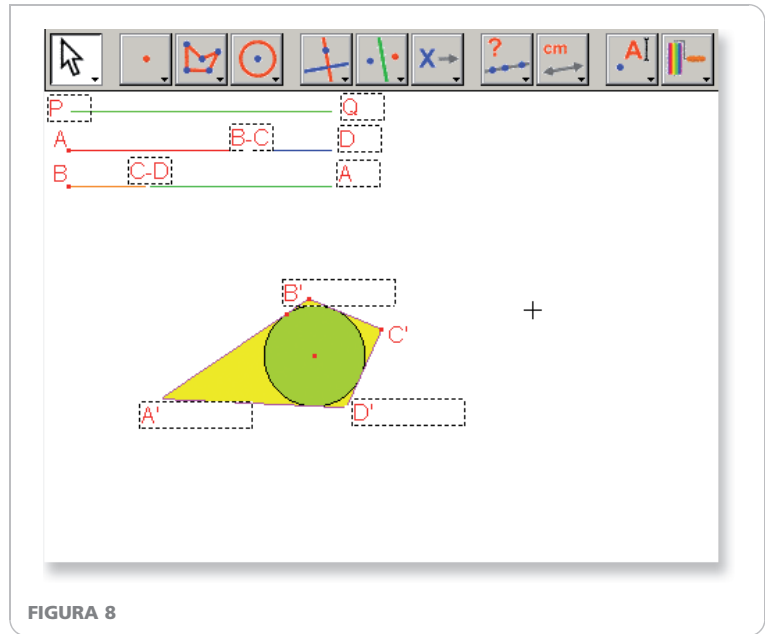 ? cm A
X
P Q
A B-C D
B C-D A
B'
C'
A' D'
FIGURA 8